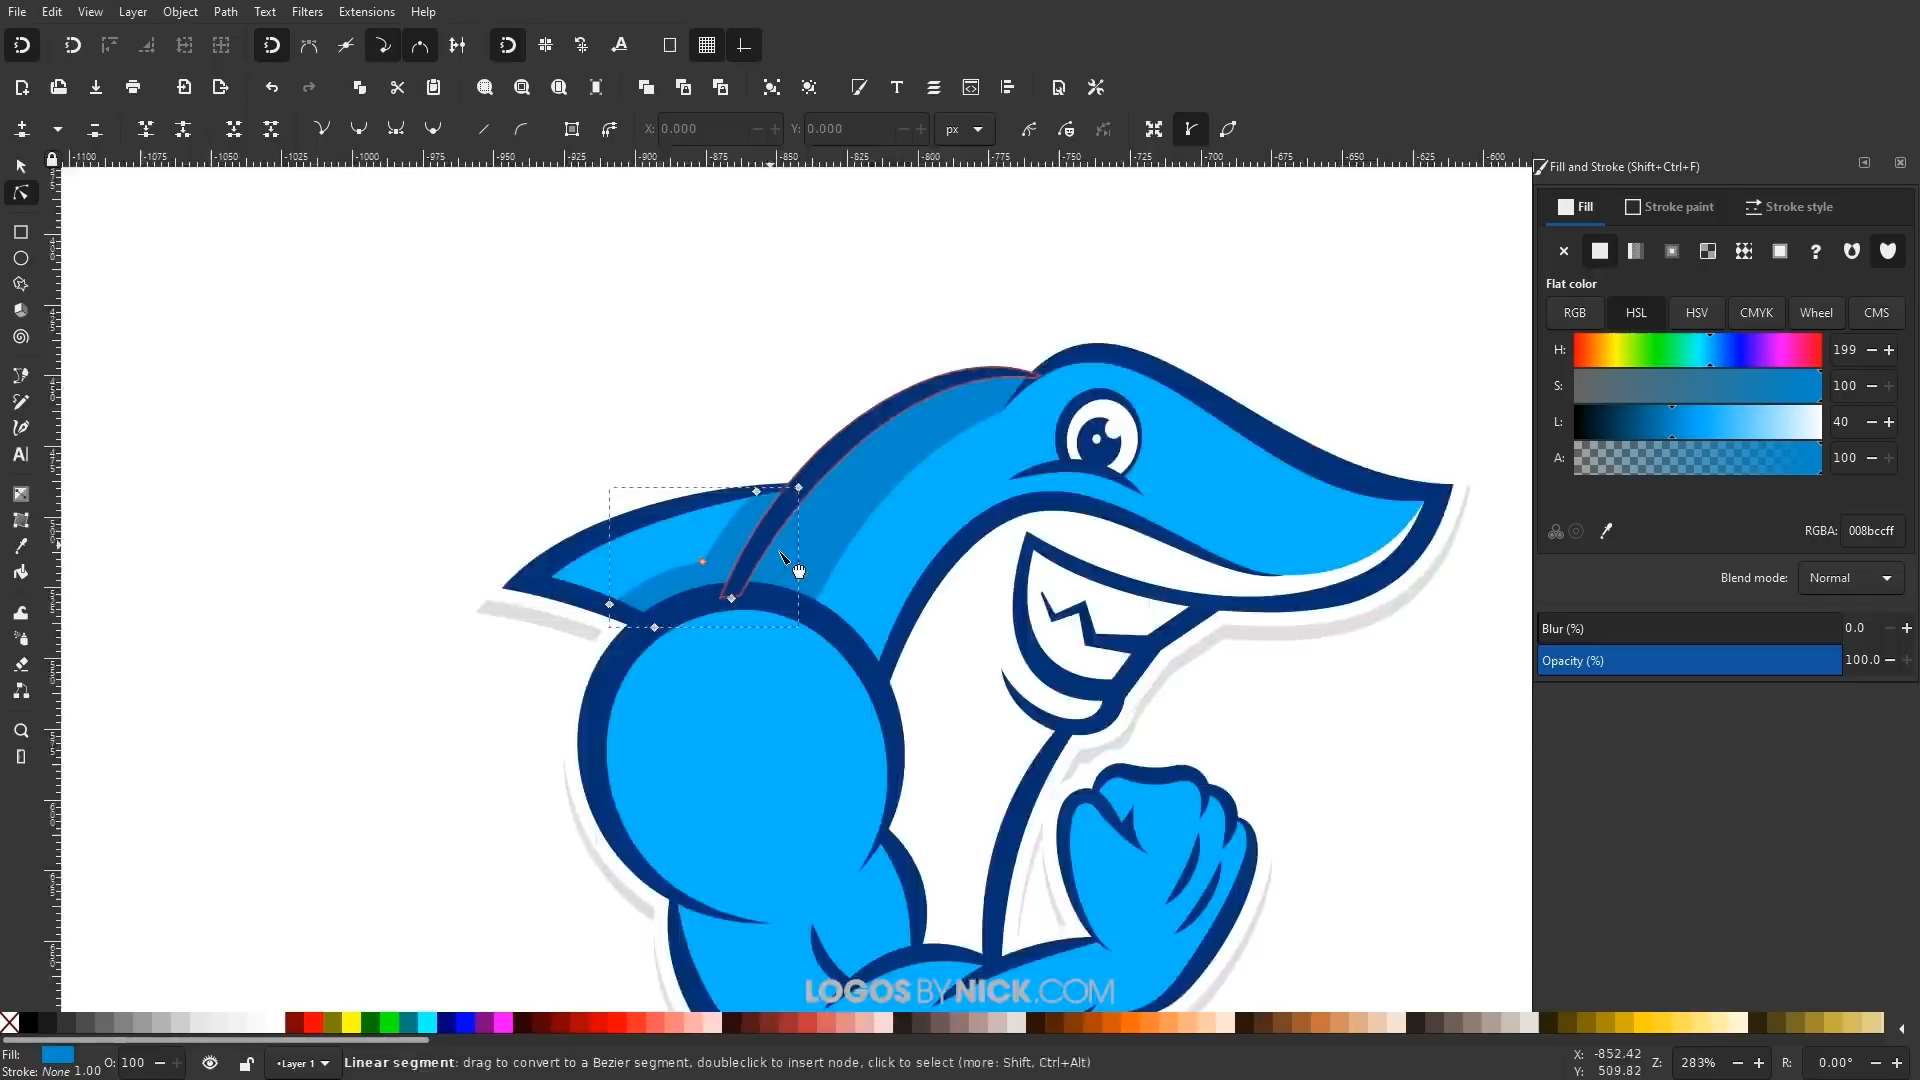 File Edit View Layer Object Path Text Filters Extensions Help
X: 0.000 Y: 0.000 px
-1100 -1075 -1050 -1025 -1000 -975 -950 -925 -900 -875 -850 -825 -800 -775 -750 -725 -700 -675 -650 -625 -600
Fill and Stroke (Shift+Ctrl+F)
Fill Stroke paint Stroke style
Flat color
RGB HSL HSV CMYK Wheel CMS
H: 199
S: 100
L: 40
A: 100
RGBA: 008bccff
Blend mode: Normal
Blur (%) 0.0
Opacity (%) 100.0
LOGOS BY NICK.COM
Fill: O: 100 •Layer 1 Linear segment: drag to convert to a Bezier segment, doubleclick to insert node, click to select (more: Shift, Ctrl+Alt) X: -852.42 Z: 283% R: 0.00°
Stroke: None 1.00 Y: 509.82